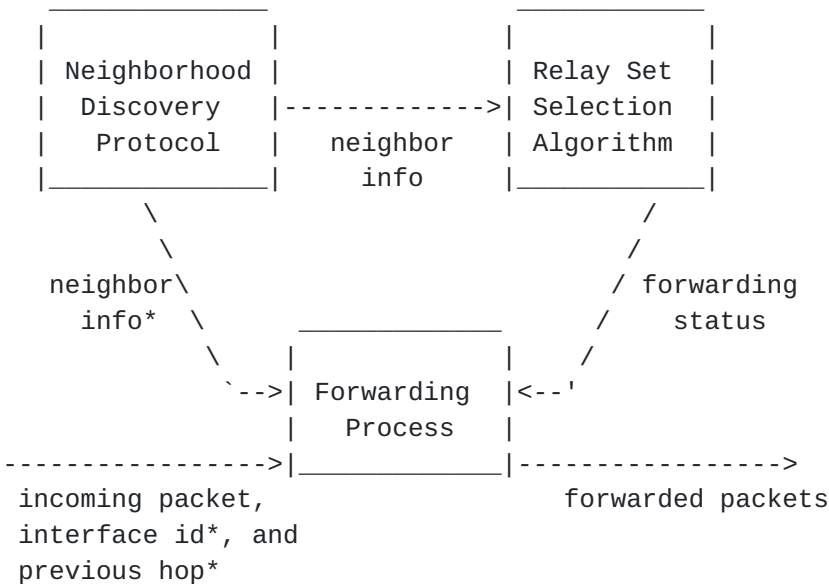 Neighborhood Relay Set
Discovery Selection
Protocol neighbor Algorithm
info
neighbor forwarding
info* status
Forwarding
Process
incoming packet, forwarded packets
interface id*, and
previous hop*